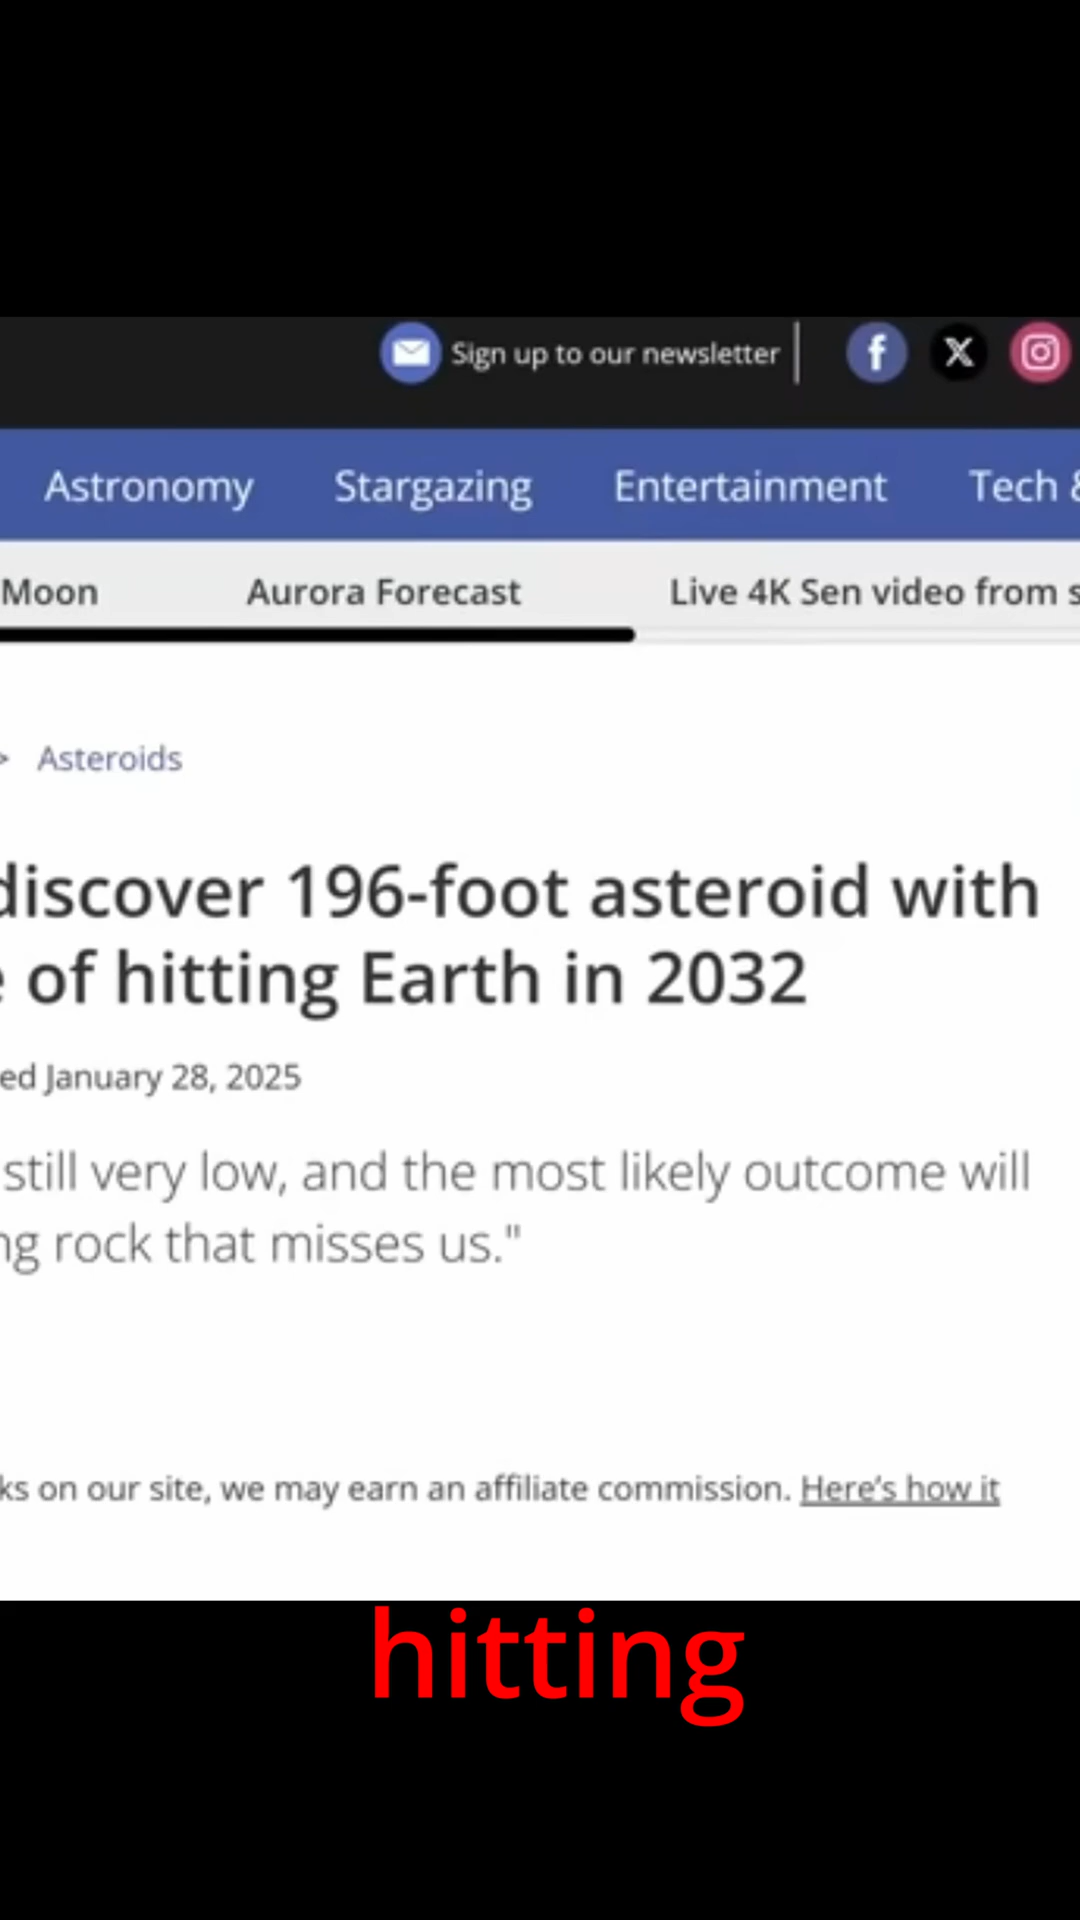 Sign up to our newsletter
Astronomy Stargazing Entertainment Tech &
Moon Aurora Forecast Live 4K Sen video from s
> Asteroids
discover 196-foot asteroid with
e of hitting Earth in 2032
ed January 28, 2025
still very low, and the most likely outcome will
ng rock that misses us."
ks on our site, we may earn an affiliate commission. Here's how it
hitting